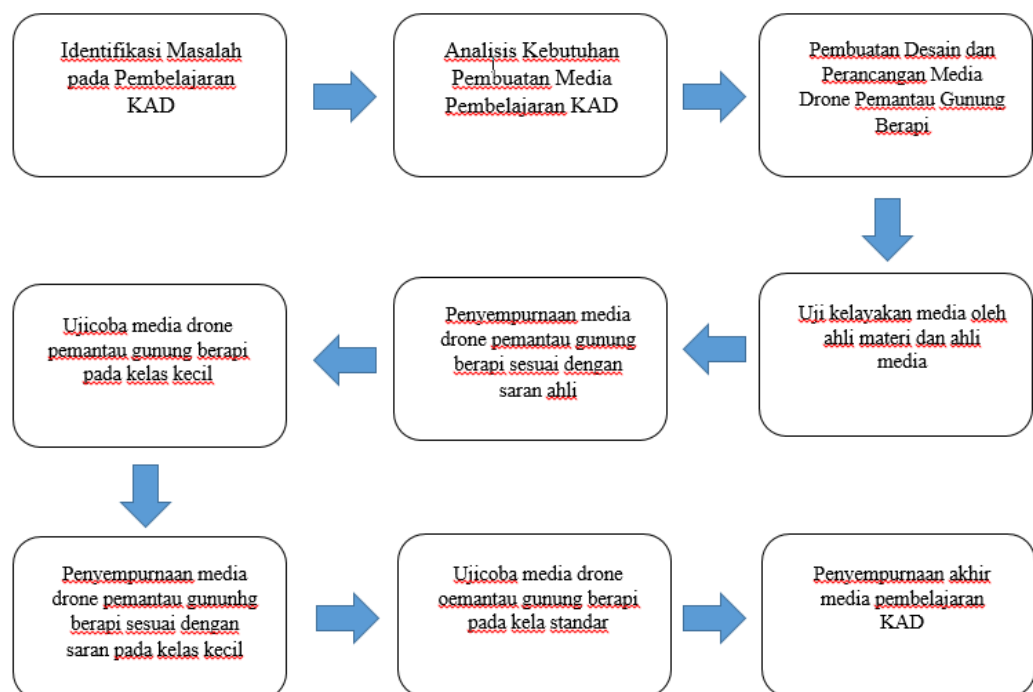 Identifikasi Masalah
pada Pembelajaran
KAD
Analisis Kebutuhan
Pembuatan Media
Pembelajaran KAD
Pembuatan Desain dan
Perancangan Media
Drone Pemantau Gunung
Berapi
Uji kelayakan media oleh
ahli materi dan ahli
media
Penyempurnaan media
drone pemantau gunung
berapi sesuai dengan
saran ahli
Ujicoba media drone
pemantau gunung berapi
pada kelas kecil
Penyempurnaan media
drone pemantau gununhg
berapi sesuai dengan
saran pada kelas kecil
Ujicoba media drone
oemantau gunung berapi
pada kela standar
Penyempurnaan akhir
media pembelajaran
KAD